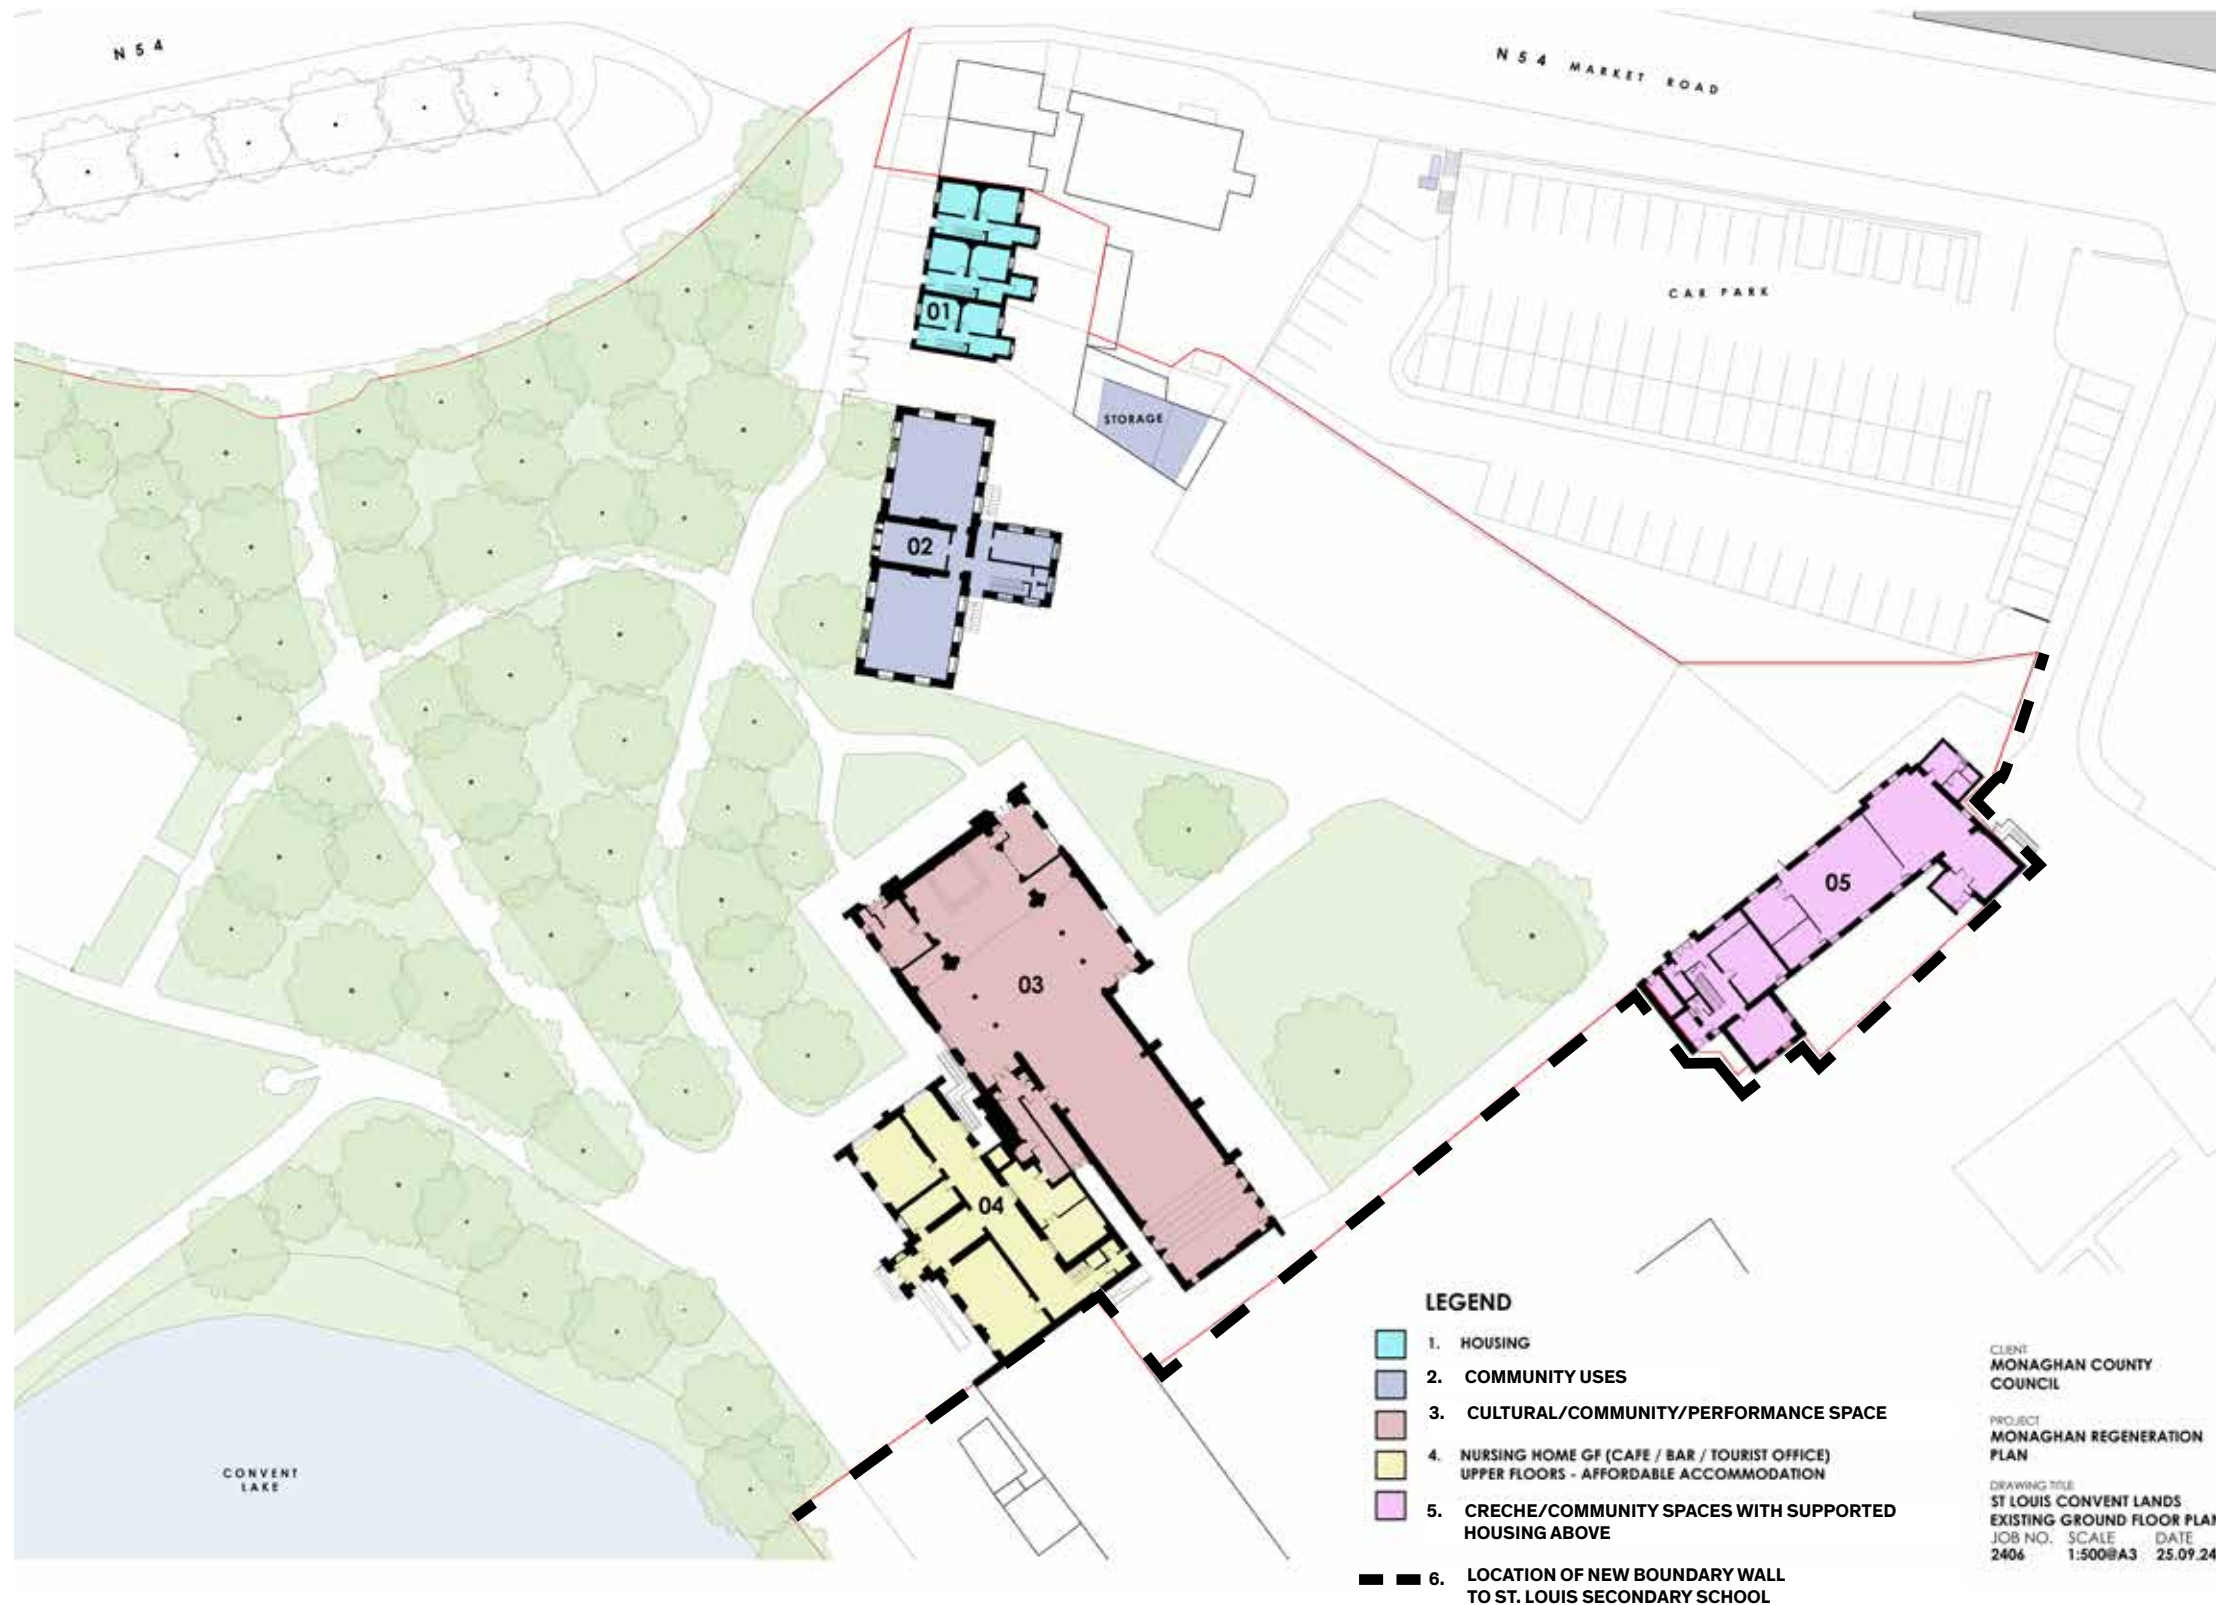 N54
N54 MARKET ROAD
CAR PARK
01
STORAGE
02
05
03
04
CONVENT
LAKE
LEGEND
1. HOUSING
2. COMMUNITY USES
3. CULTURAL/COMMUNITY/PERFORMANCE SPACE
4. NURSING HOME GF (CAFE / BAR / TOURIST OFFICE)
UPPER FLOORS - AFFORDABLE ACCOMMODATION
5. CRECHE/COMMUNITY SPACES WITH SUPPORTED
HOUSING ABOVE
6. LOCATION OF NEW BOUNDARY WALL
TO ST. LOUIS SECONDARY SCHOOL
CLIENT
MONAGHAN COUNTY
COUNCIL
PROJECT
MONAGHAN REGENERATION
PLAN
DRAWING TITLE
ST LOUIS CONVENT LANDS
EXISTING GROUND FLOOR PLAN
JOB NO. SCALE DATE
2406 1:500@A3 25.09.24